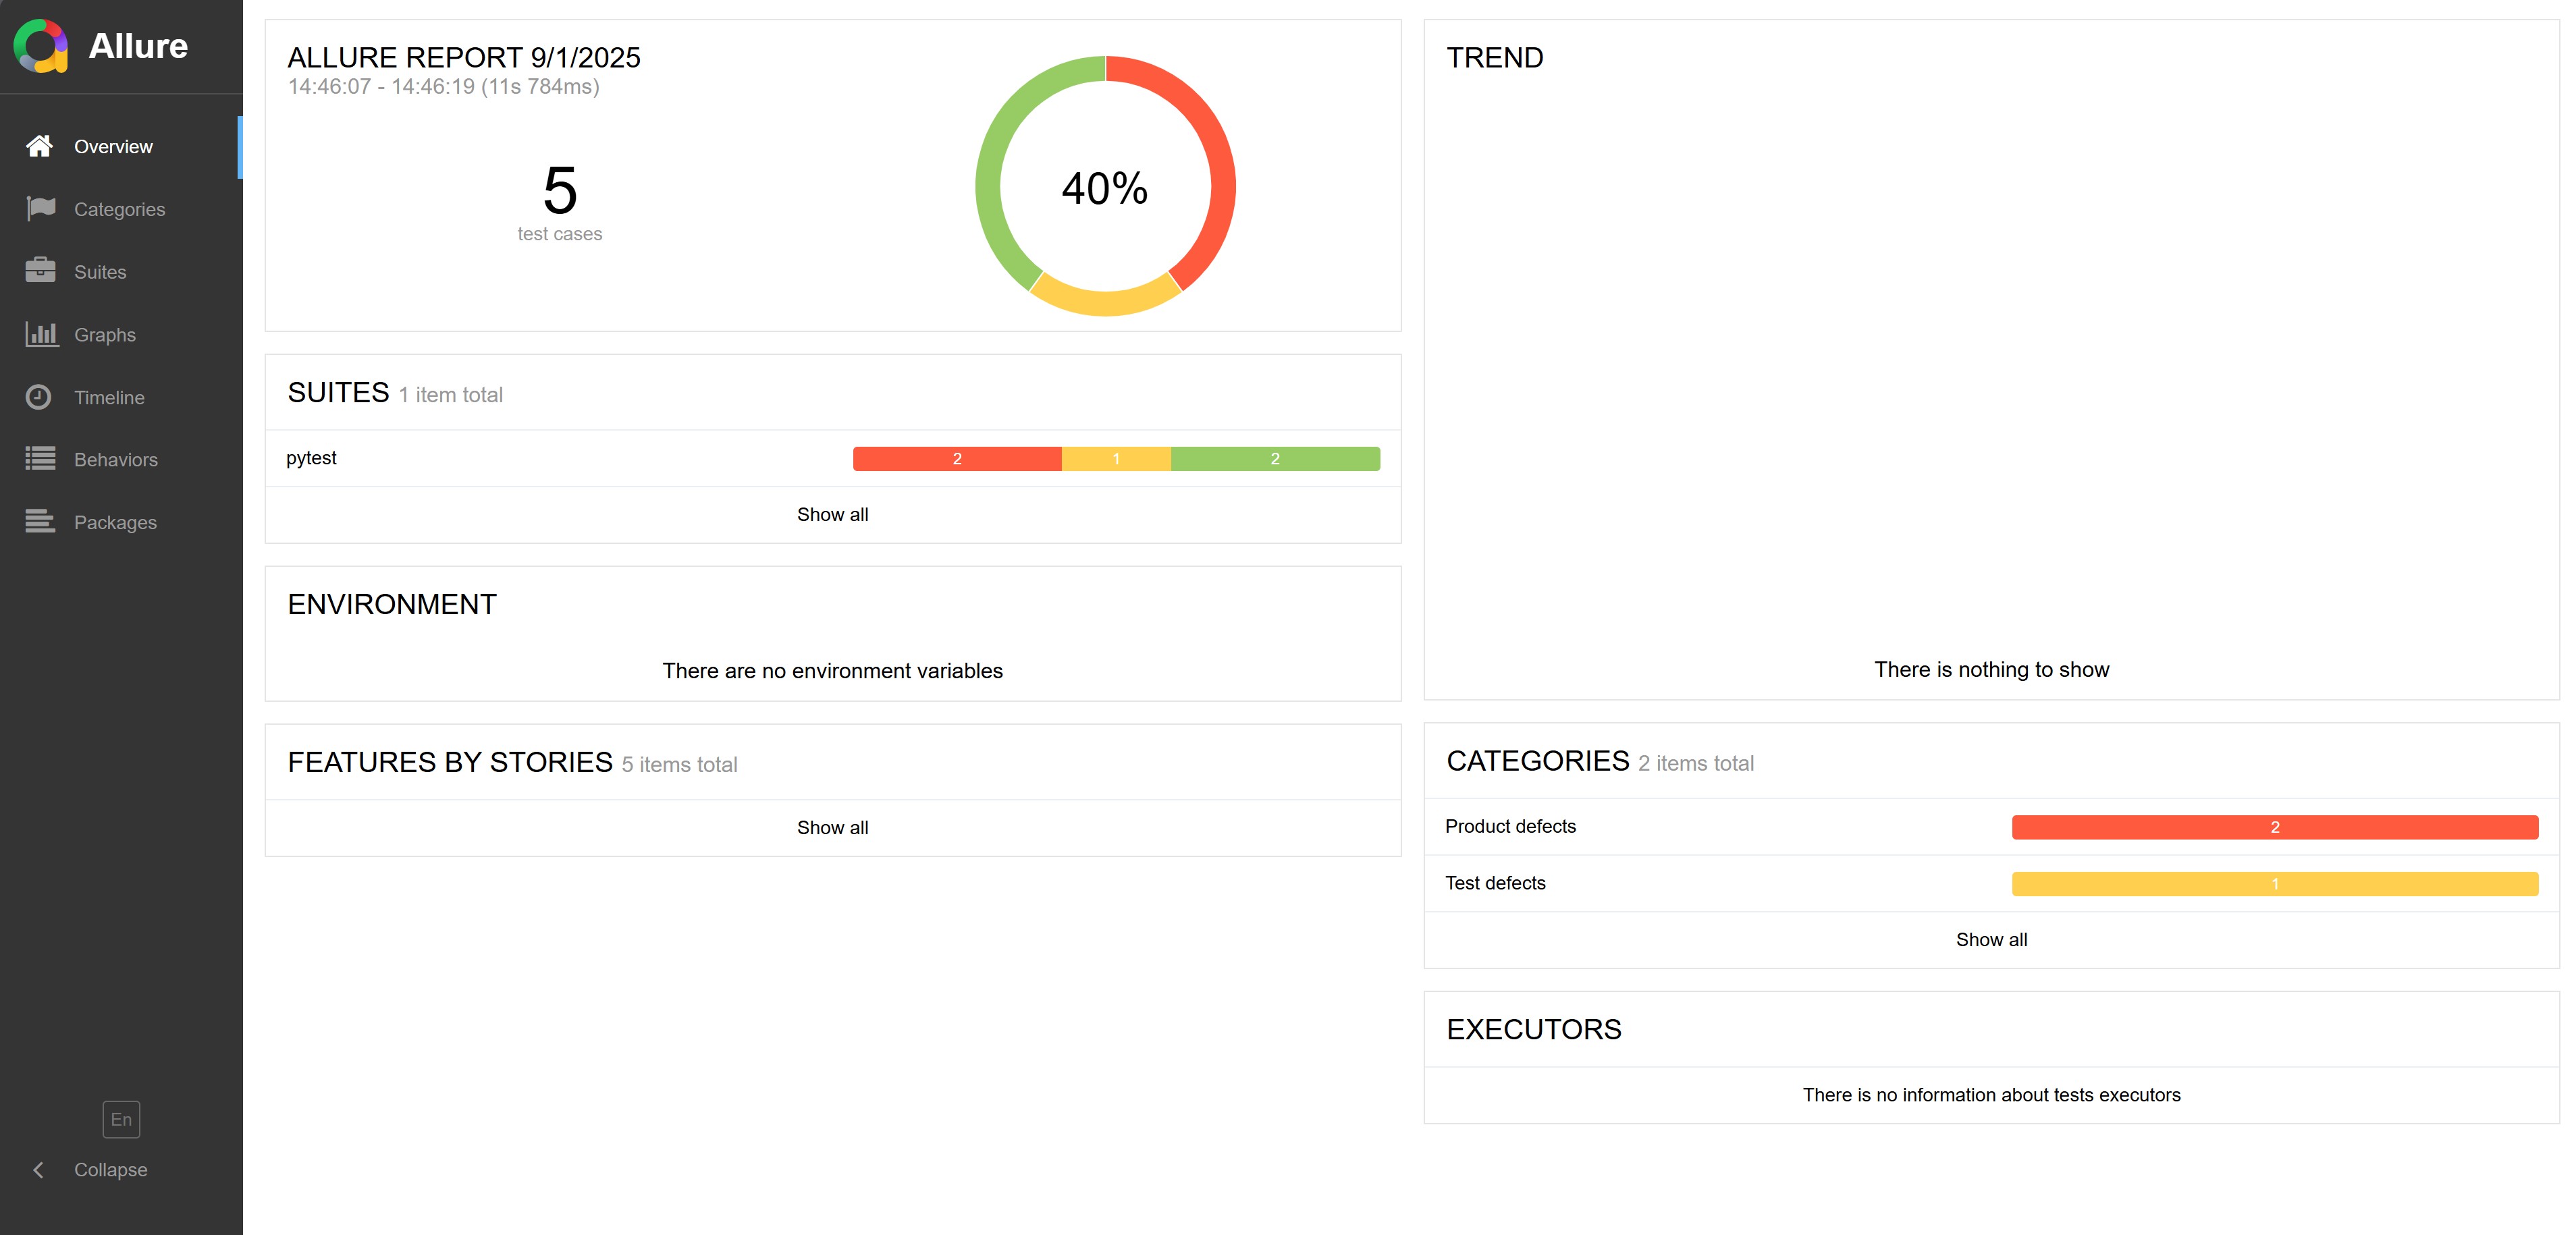 Allure
Overview
Categories
Suites
Graphs
Timeline
Behaviors
Packages
En
Collapse
ALLURE REPORT 9/1/2025
14:46:07 - 14:46:19 (11s 784ms)
5
test cases
40%
SUITES 1 item total
pytest 2 1 2
Show all
ENVIRONMENT
There are no environment variables
FEATURES BY STORIES 5 items total
Show all
TREND
There is nothing to show
CATEGORIES 2 items total
Product defects 2
Test defects 1
Show all
EXECUTORS
There is no information about tests executors